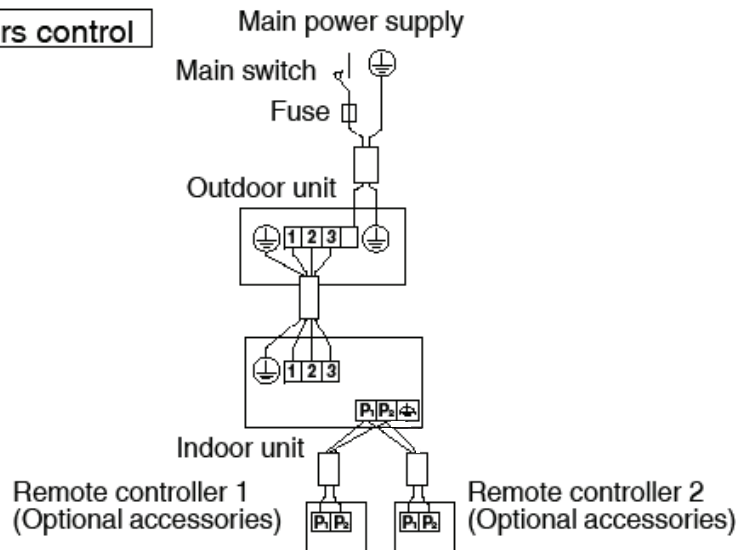 rs control
Main power supply
Main switch
Fuse
Outdoor unit
1 2 3
1 2 3
P₁ P₂
Indoor unit
Remote controller 1
(Optional accessories)
P₁ P₂
P₁ P₂
Remote controller 2
(Optional accessories)